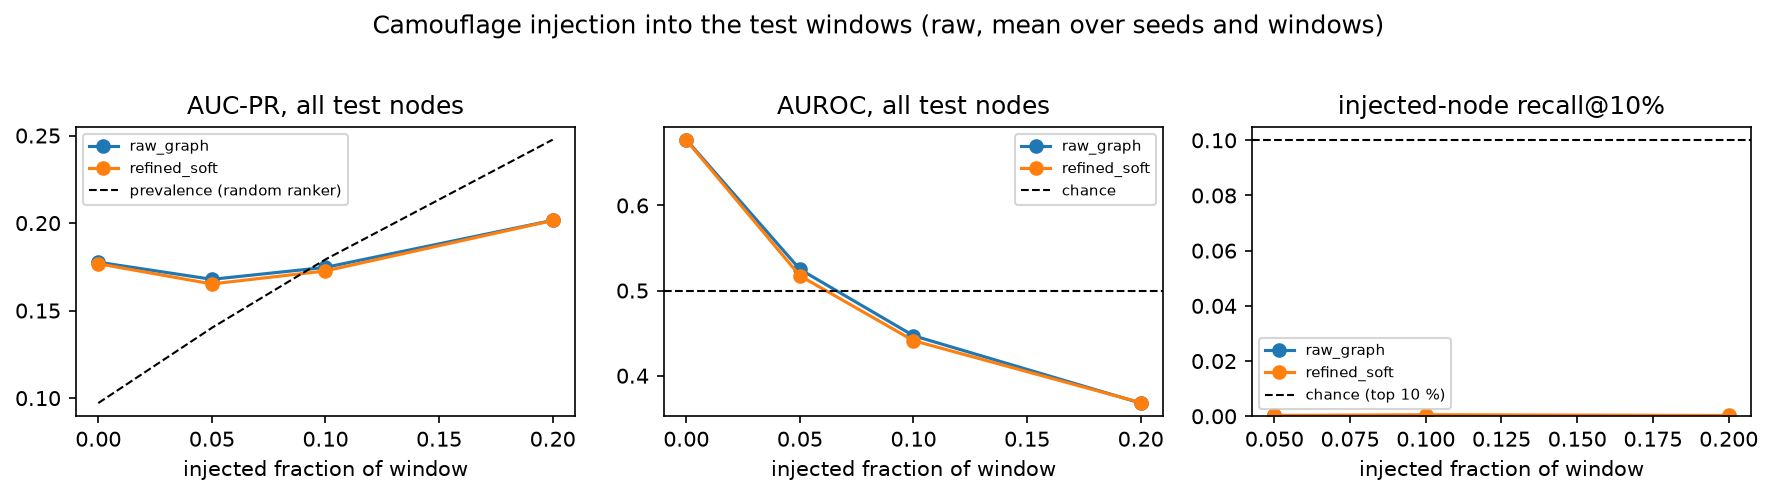 Camouflage injection into the test windows (raw, mean over seeds and windows)
AUC-PR, all test nodes
0.25
0.20
0.15
0.10
raw_graph
refined_soft
prevalence (random ranker)
0.00 0.05 0.10 0.15 0.20
injected fraction of window
AUROC, all test nodes
0.6
0.5
0.4
raw_graph
refined_soft
chance
0.00 0.05 0.10 0.15 0.20
injected fraction of window
injected-node recall@10%
0.10
0.08
0.06
0.04
0.02
0.00
raw_graph
refined_soft
chance (top 10 %)
0.050 0.075 0.100 0.125 0.150 0.175 0.200
injected fraction of window